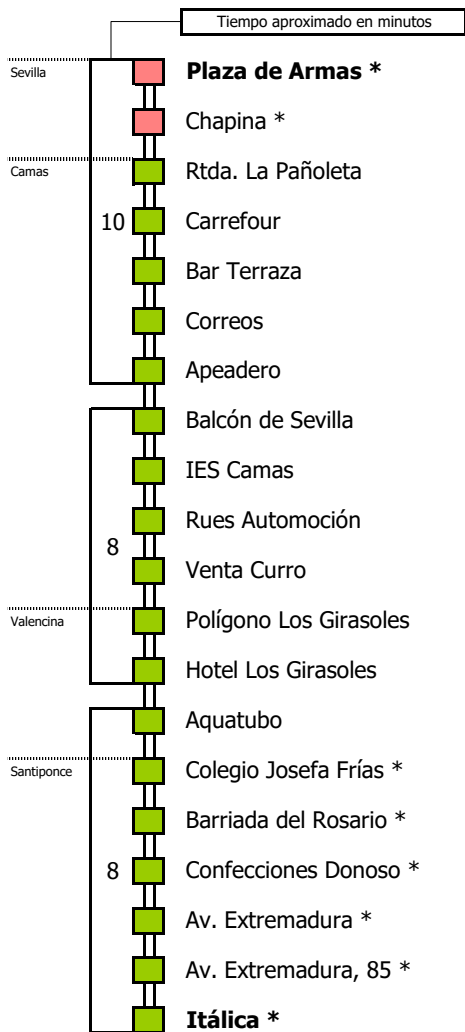 Tiempo aproximado en minutos
Sevilla
Plaza de Armas *
Chapina *
Camas
Rtda. La Pañoleta
10
Carrefour
Bar Terraza
Correos
Apeadero
Balcón de Sevilla
IES Camas
Rues Automoción
8
Venta Curro
Valencina
Polígono Los Girasoles
Hotel Los Girasoles
Aquatubo
Santiponce
Colegio Josefa Frías *
Barriada del Rosario *
8
Confecciones Donoso *
Av. Extremadura *
Av. Extremadura, 85 *
Itálica *